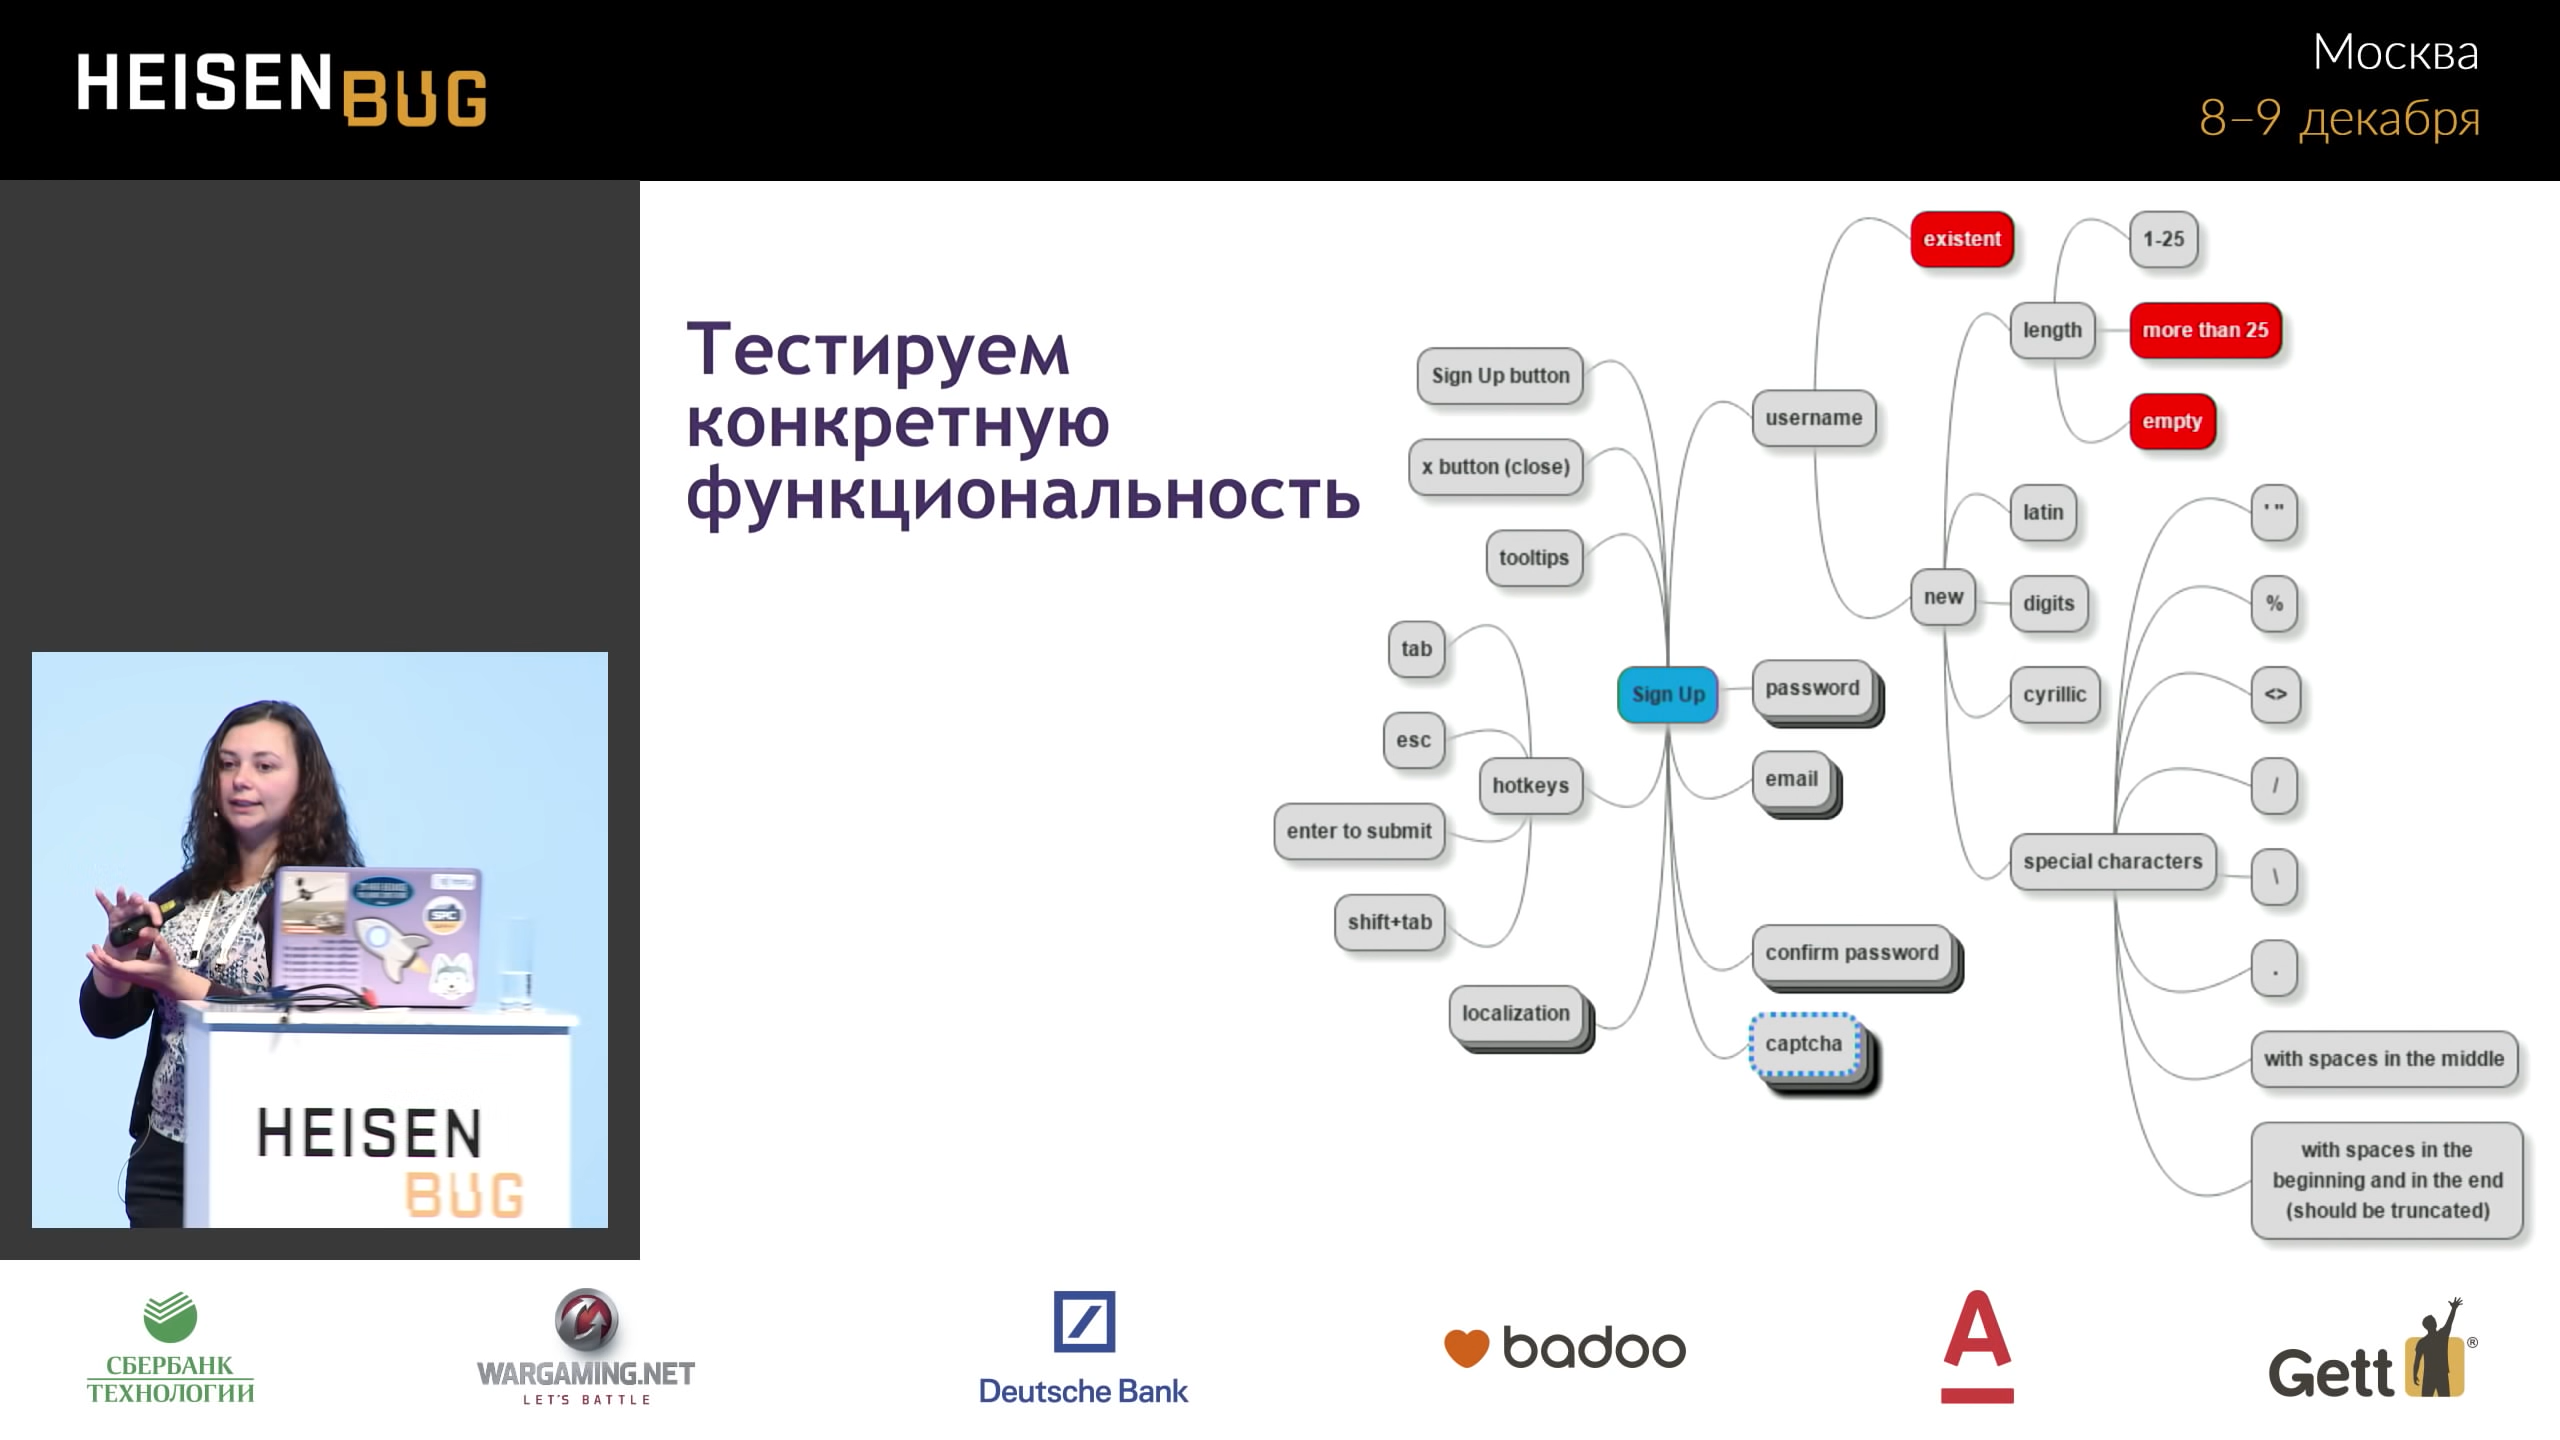 HEISENBUG
Москва
8–9 декабря
Тестируем
конкретную
функциональность
Sign Up button
x button (close)
tooltips
tab
esc
enter to submit
shift+tab
hotkeys
localization
Sign Up
username
password
email
confirm password
captcha
existent
new
length
1-25
more than 25
empty
latin
digits
cyrillic
special characters
' "
%
<>
/
\
.
with spaces in the middle
with spaces in the
beginning and in the end
(should be truncated)
SPC
HEISEN
BUG
СБЕРБАНК
ТЕХНОЛОГИИ
WARGAMING.NET
LET'S BATTLE
Deutsche Bank
badoo
А
Gett®